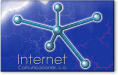 Internet
Comunicaciones, s.a.